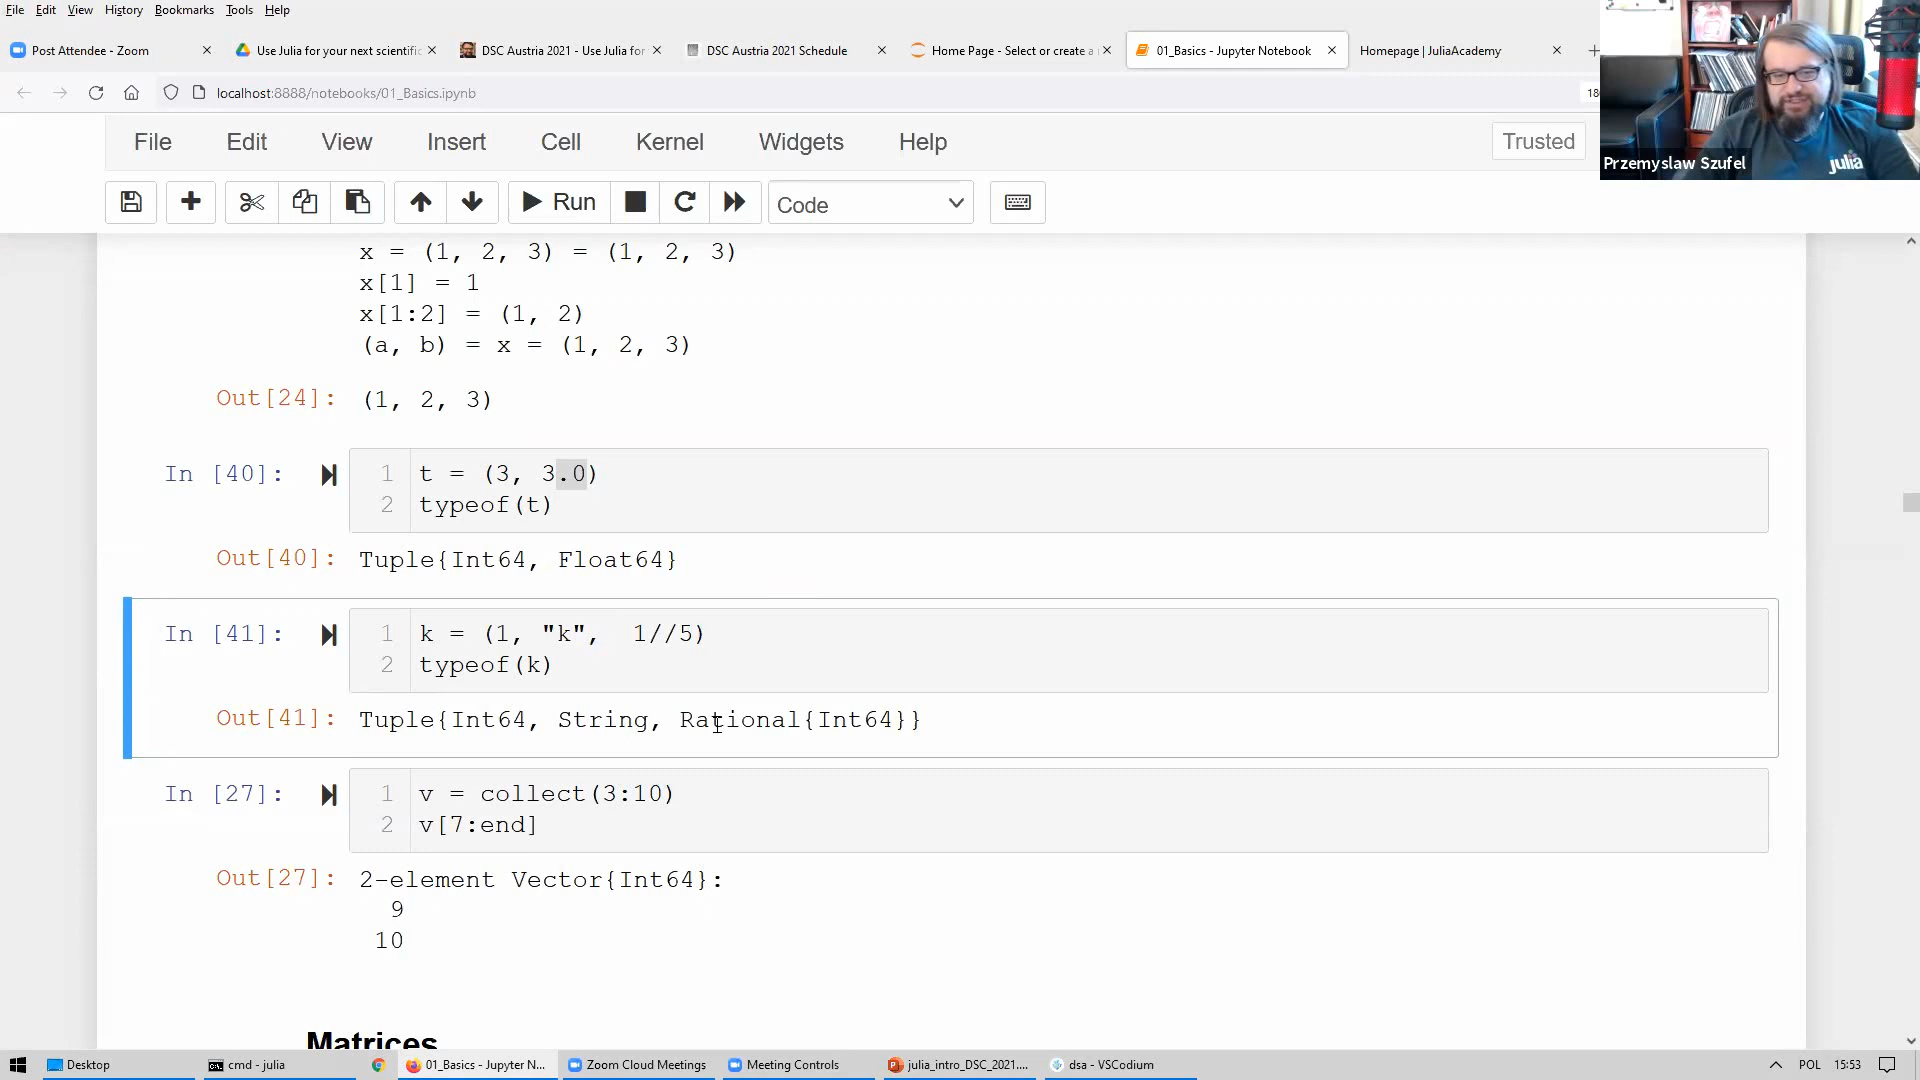 File Edit View History Bookmarks Tools Help
Post Attendee - Zoom
Use Julia for your next scientific
DSC Austria 2021 - Use Julia for
DSC Austria 2021 Schedule
Home Page - Select or create a
01_Basics - Jupyter Notebook
Homepage | JuliaAcademy
localhost:8888/notebooks/01_Basics.ipynb
18
File Edit View Insert Cell Kernel Widgets Help
Trusted
Przemyslaw Szufel
julia
Run
Code
x = (1, 2, 3) = (1, 2, 3)
x[1] = 1
x[1:2] = (1, 2)
(a, b) = x = (1, 2, 3)
Out[24]: (1, 2, 3)
In [40]: 1 t = (3, 3.0)
2 typeof(t)
Out[40]: Tuple{Int64, Float64}
In [41]: 1 k = (1, "k",  1//5)
2 typeof(k)
Out[41]: Tuple{Int64, String, Rational{Int64}}
In [27]: 1 v = collect(3:10)
2 v[7:end]
Out[27]: 2-element Vector{Int64}:
9
10
Matrices
Desktop
cmd - julia
01_Basics - Jupyter N...
Zoom Cloud Meetings
Meeting Controls
julia_intro_DSC_2021....
dsa - VSCodium
POL
15:53